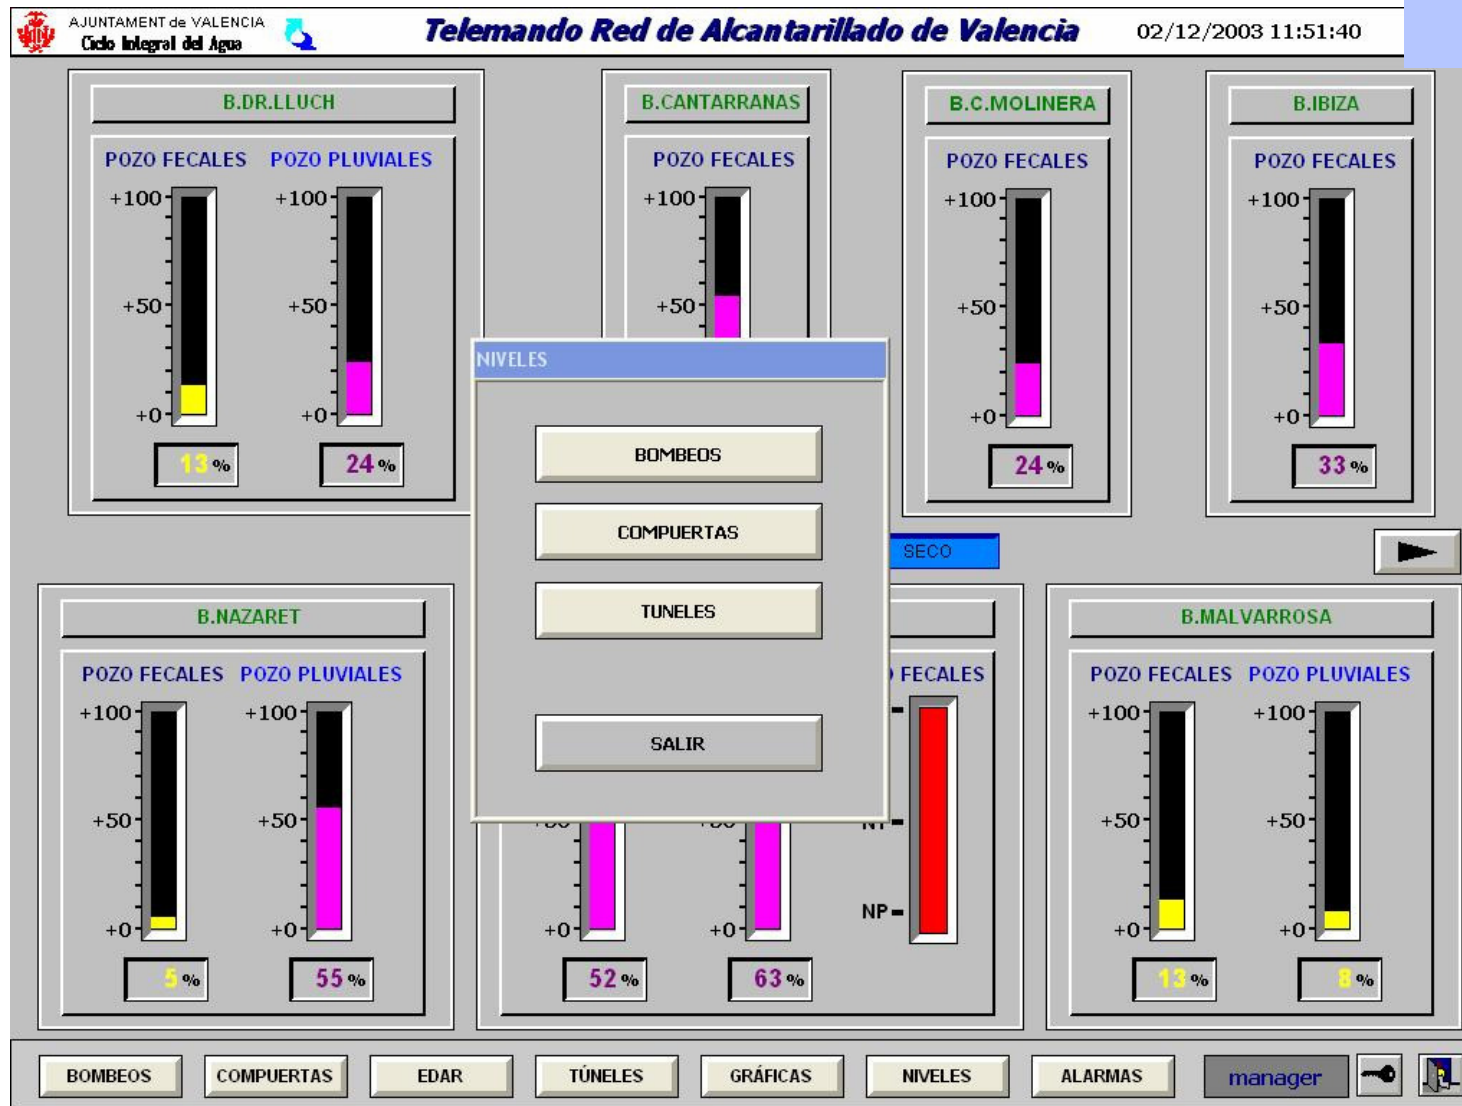 AJUNTAMENT de VALENCIA
Ciclo Integral del Agua
Telemando Red de Alcantarillado de Valencia
02/12/2003 11:51:40
B.DR.LLUCH
POZO FECALES POZO PLUVIALES
+100 +100
+50 +50
+0 +0
13 % 24 %
B.CANTARRANAS
POZO FECALES
+100
+50
B.C.MOLINERA
POZO FECALES
+100
+50
+0
24 %
B.IBIZA
POZO FECALES
+100
+50
+0
33 %
NIVELES
BOMBEOS
COMPUERTAS
TUNELES
SALIR
SECO
B.NAZARET
POZO FECALES POZO PLUVIALES
+100 +100
+50 +50
+0 +0
5 % 55 %
FECALES
NP
+0 +0
52 % 63 %
B.MALVARROSA
POZO FECALES POZO PLUVIALES
+100 +100
+50 +50
+0 +0
13 % 8 %
BOMBEOS COMPUERTAS EDAR TÚNELES GRÁFICAS NIVELES ALARMAS manager